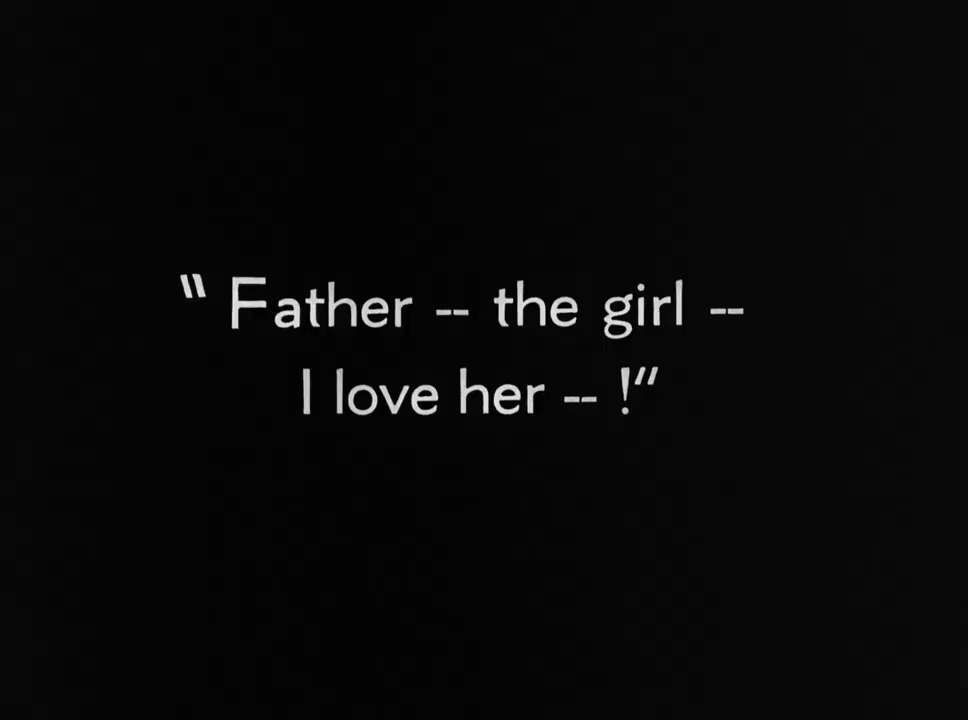 “ Father -- the girl --
I love her -- !”